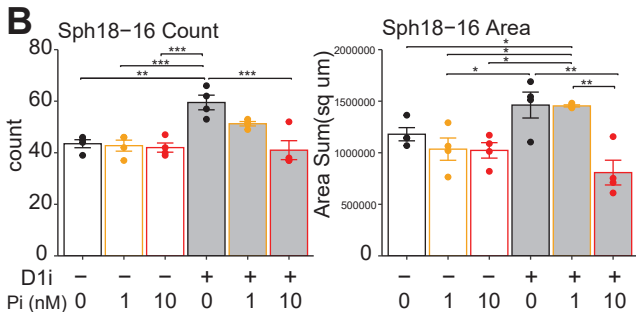 B
Sph18−16 Count
Sph18−16 Area
***
***
**
***
80
60
40
20
0
count
*
*
*
*
**
**
2000000
1500000
1000000
500000
0
Area Sum(sq um)
D1i − − − + + +
Pi (nM) 0 1 10 0 1 10
− − − + + +
0 1 10 0 1 10